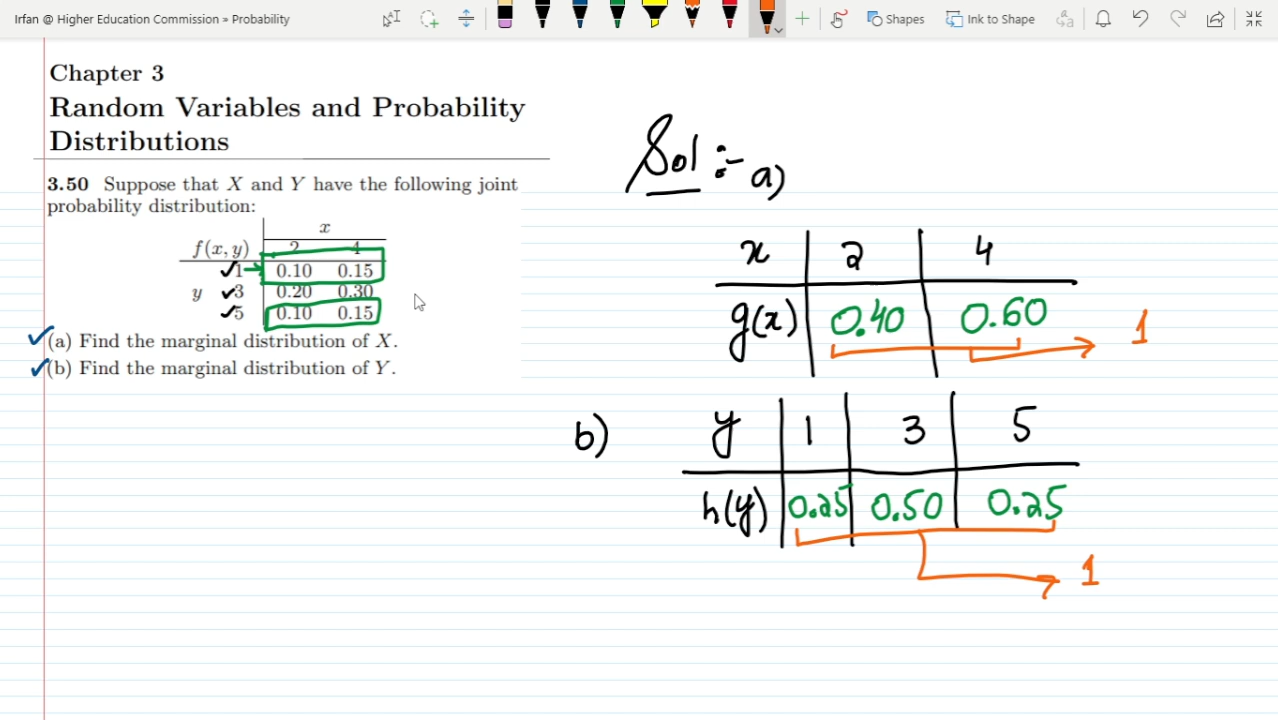 Irfan @ Higher Education Commission » Probability
Shapes
Ink to Shape
Chapter 3
Random Variables and Probability
Distributions
3.50 Suppose that X and Y have the following joint
probability distribution:
x
f(x, y) 2 4
1 0.10 0.15
y 3 0.20 0.30
5 0.10 0.15
(a) Find the marginal distribution of X.
(b) Find the marginal distribution of Y.
Sol :- a)
x 2 4
g(x) 0.40 0.60 1
b) y 1 3 5
h(y) 0.25 0.50 0.25
1